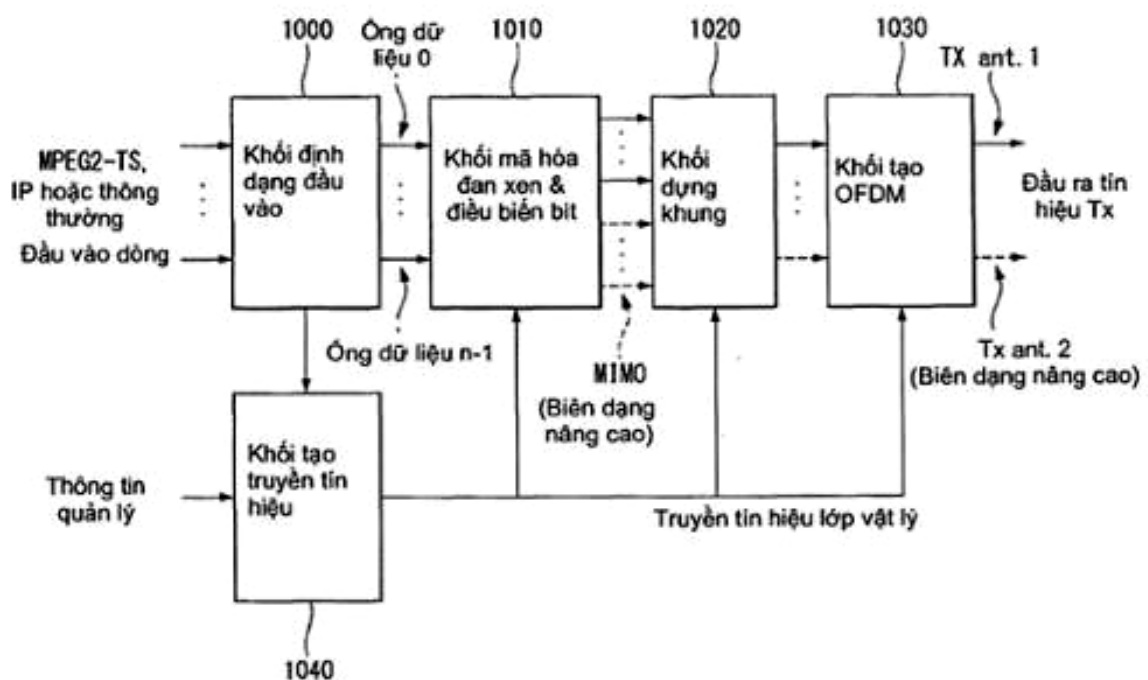 1000
Ông dữ
liệu 0
1010
1020
1030
TX ant. 1
MPEG2-TS,
IP hoặc thông
thường
Đầu vào dòng
Khối định
dạng đầu
vào
Khối mã hóa
đan xen &
điều biến bit
Khối
dựng
khung
Khối tạo
OFDM
Đầu ra tín
hiệu Tx
Ống dữ liệu n-1
MIMO
(Biên dạng
nâng cao)
Tx ant. 2
(Biên dạng nâng cao)
Thông tin
quản lý
Khối tạo
truyền tín
hiệu
Truyền tín hiệu lớp vật lý
1040